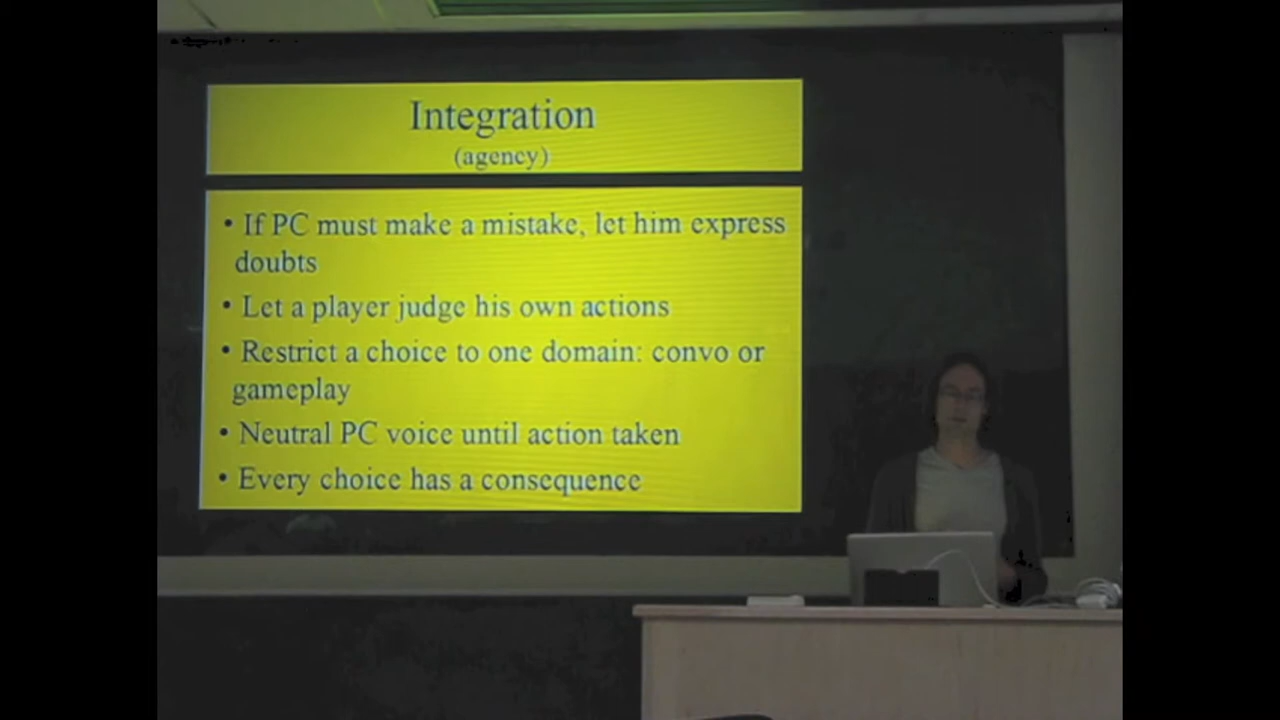 Integration
(agency)
• If PC must make a mistake, let him express
doubts
• Let a player judge his own actions
• Restrict a choice to one domain: convo or
gameplay
• Neutral PC voice until action taken
• Every choice has a consequence